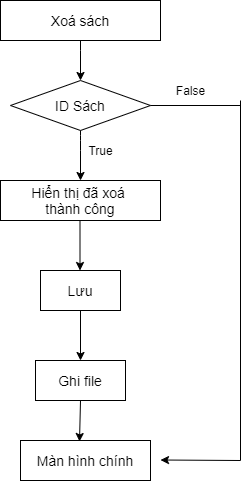 Xoá sách
False
ID Sách
True
Hiển thị đã xoá
thành công
Lưu
Ghi file
Màn hình chính